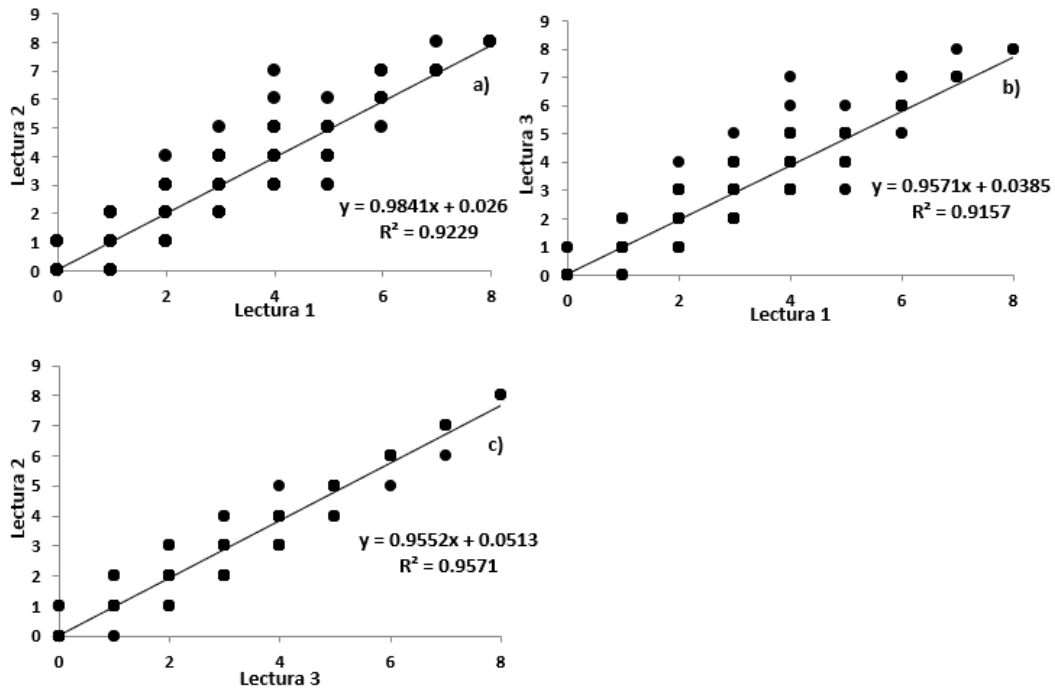 9
8
7
6
5
4
3
2
1
0
Lectura 2
0 2 4 6 8
Lectura 1
a)
y = 0.9841x + 0.026
R² = 0.9229
9
8
7
6
5
4
3
2
1
0
Lectura 3
0 2 4 6 8
Lectura 1
b)
y = 0.9571x + 0.0385
R² = 0.9157
9
8
7
6
5
4
3
2
1
0
Lectura 2
0 2 4 6 8
Lectura 3
c)
y = 0.9552x + 0.0513
R² = 0.9571